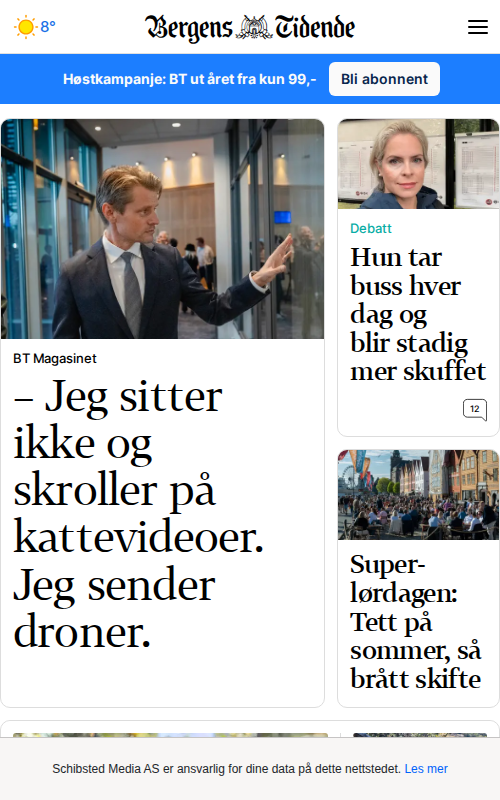 8°
Bergens Tidende
Høstkampanje: BT ut året fra kun 99,-
Bli abonnent
BT Magasinet
– Jeg sitter
ikke og
skroller på
kattevideoer.
Jeg sender
droner.
Debatt
Hun tar
buss hver
dag og
blir stadig
mer skuffet
12
Super-
lørdagen:
Tett på
sommer, så
brått skifte
Schibsted Media AS er ansvarlig for dine data på dette nettstedet. Les mer